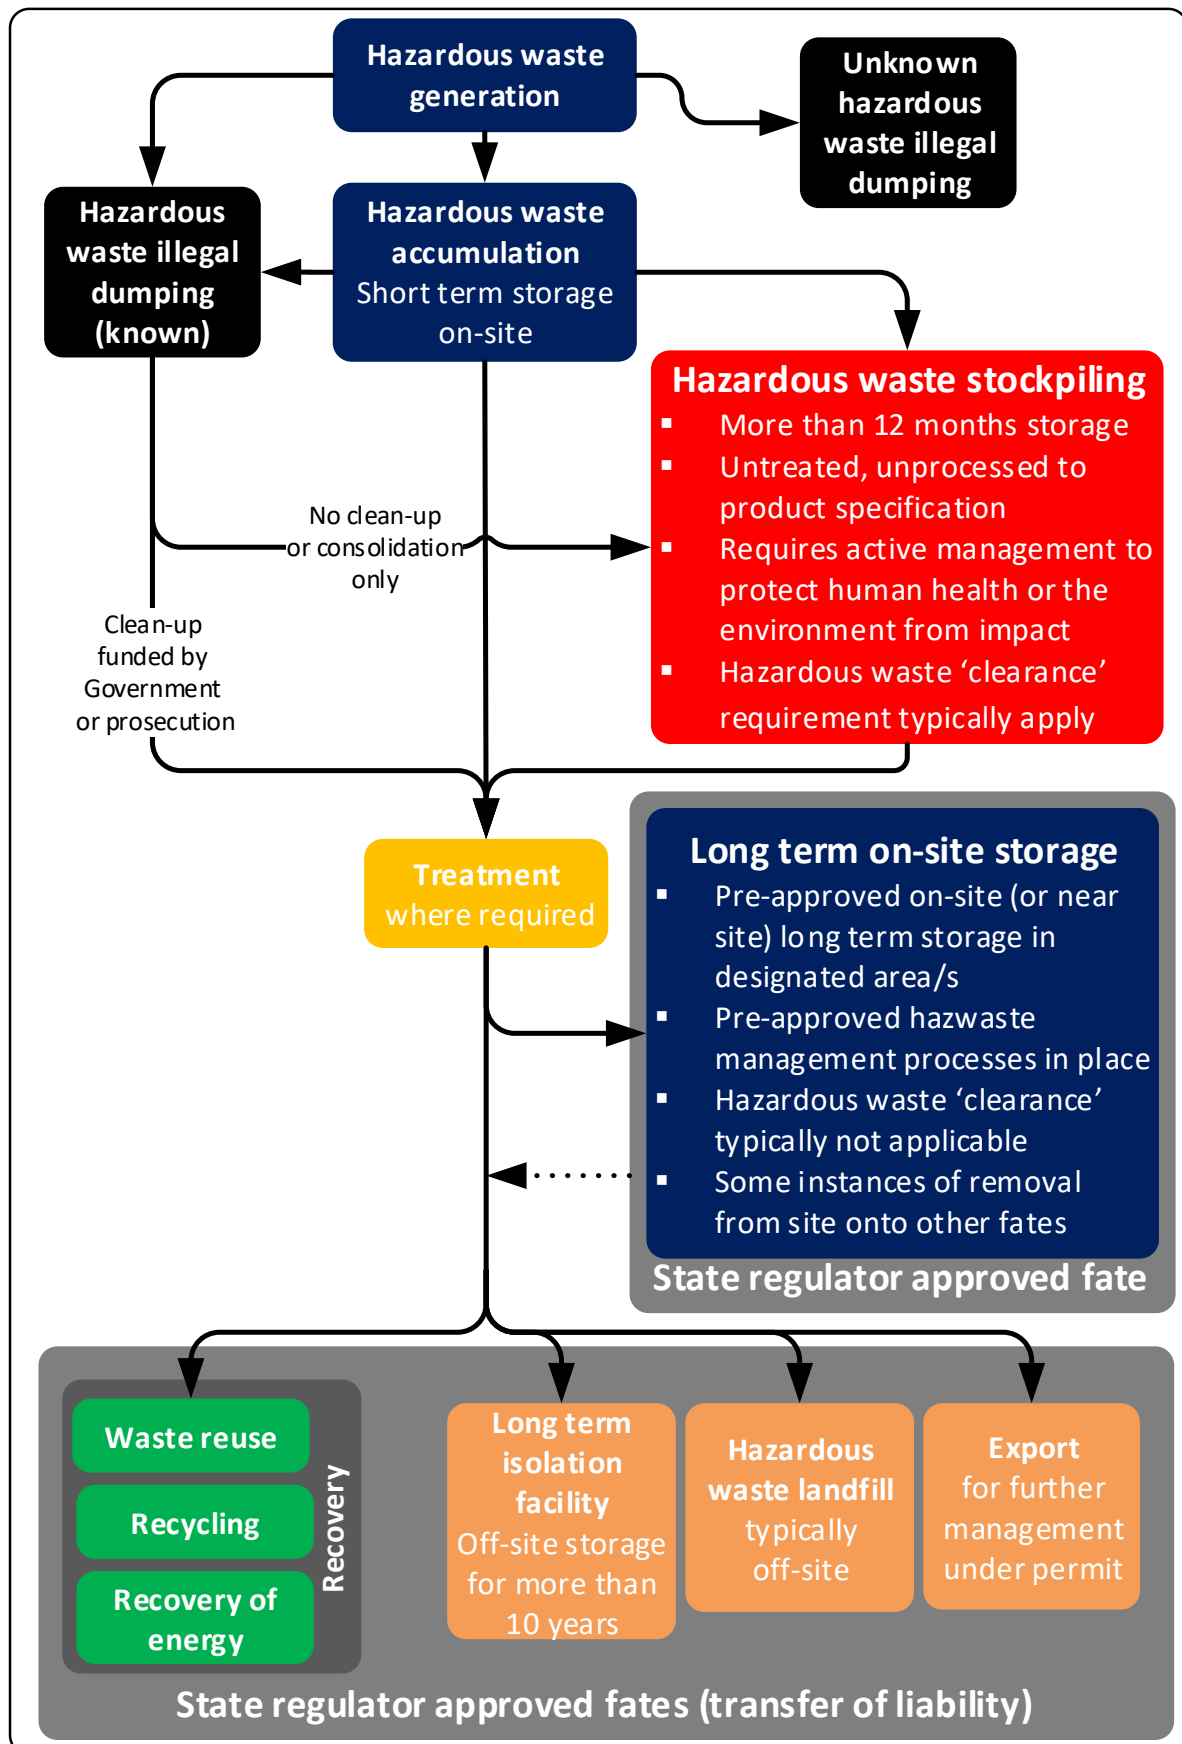 Hazardous waste
generation
Unknown
hazardous
waste illegal
dumping
Hazardous
waste illegal
dumping
(known)
Hazardous waste
accumulation
Short term storage
on-site
Hazardous waste stockpiling
▪ More than 12 months storage
▪ Untreated, unprocessed to
product specification
▪ Requires active management to
protect human health or the
environment from impact
▪ Hazardous waste ‘clearance’
requirement typically apply
No clean-up
or consolidation
only
Clean-up
funded by
Government
or prosecution
Treatment
where required
Long term on-site storage
▪ Pre-approved on-site (or near
site) long term storage in
designated area/s
▪ Pre-approved hazwaste
management processes in place
▪ Hazardous waste ‘clearance’
typically not applicable
▪ Some instances of removal
from site onto other fates
State regulator approved fate
Waste reuse
Recycling
Recovery of
energy
Recovery
Long term
isolation
facility
Off-site storage
for more than
10 years
Hazardous
waste landfill
typically
off-site
Export
for further
management
under permit
State regulator approved fates (transfer of liability)